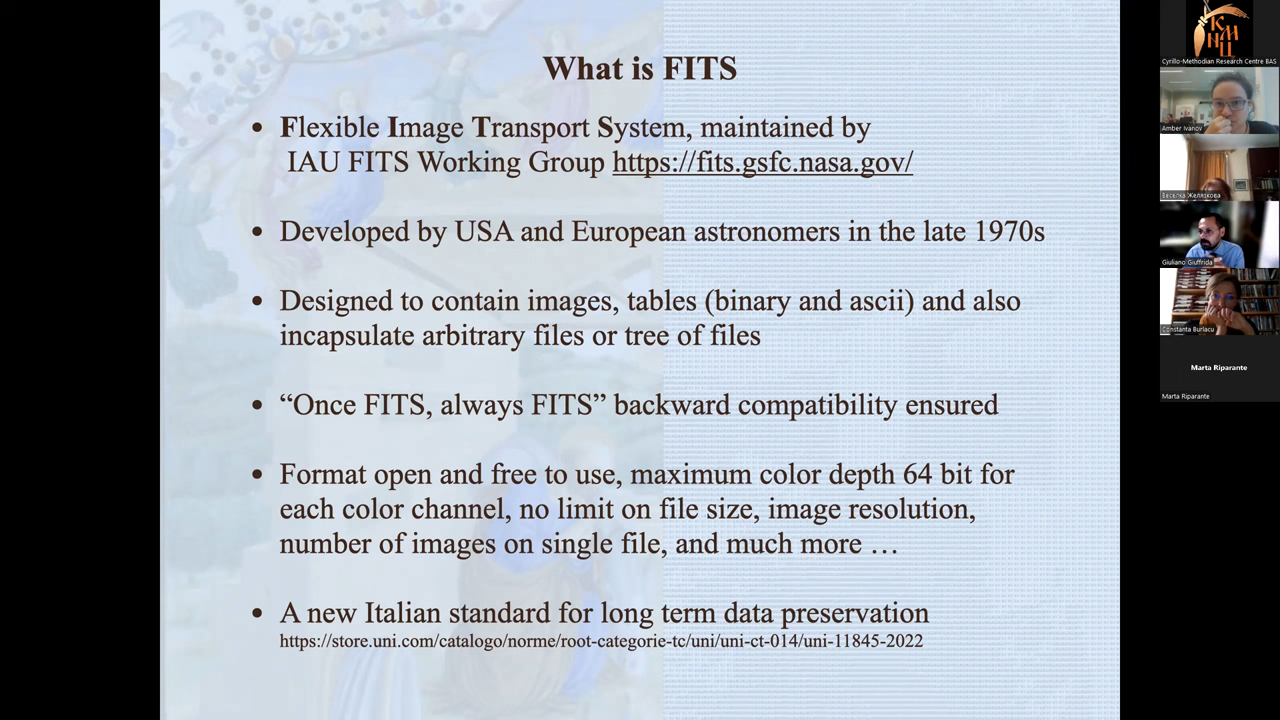 What is FITS
• Flexible Image Transport System, maintained by
IAU FITS Working Group https://fits.gsfc.nasa.gov/
• Developed by USA and European astronomers in the late 1970s
• Designed to contain images, tables (binary and ascii) and also
incapsulate arbitrary files or tree of files
• “Once FITS, always FITS” backward compatibility ensured
• Format open and free to use, maximum color depth 64 bit for
each color channel, no limit on file size, image resolution,
number of images on single file, and much more …
• A new Italian standard for long term data preservation
https://store.uni.com/catalogo/norme/root-categorie-tc/uni/uni-ct-014/uni-11845-2022
КМНЦ
Cyrillo-Methodian Research Centre BAS
Amber Ivanov
Веселка Желязкова
Giuliano Giuffrida
Constanta Burlacu
Marta Riparante
Marta Riparante